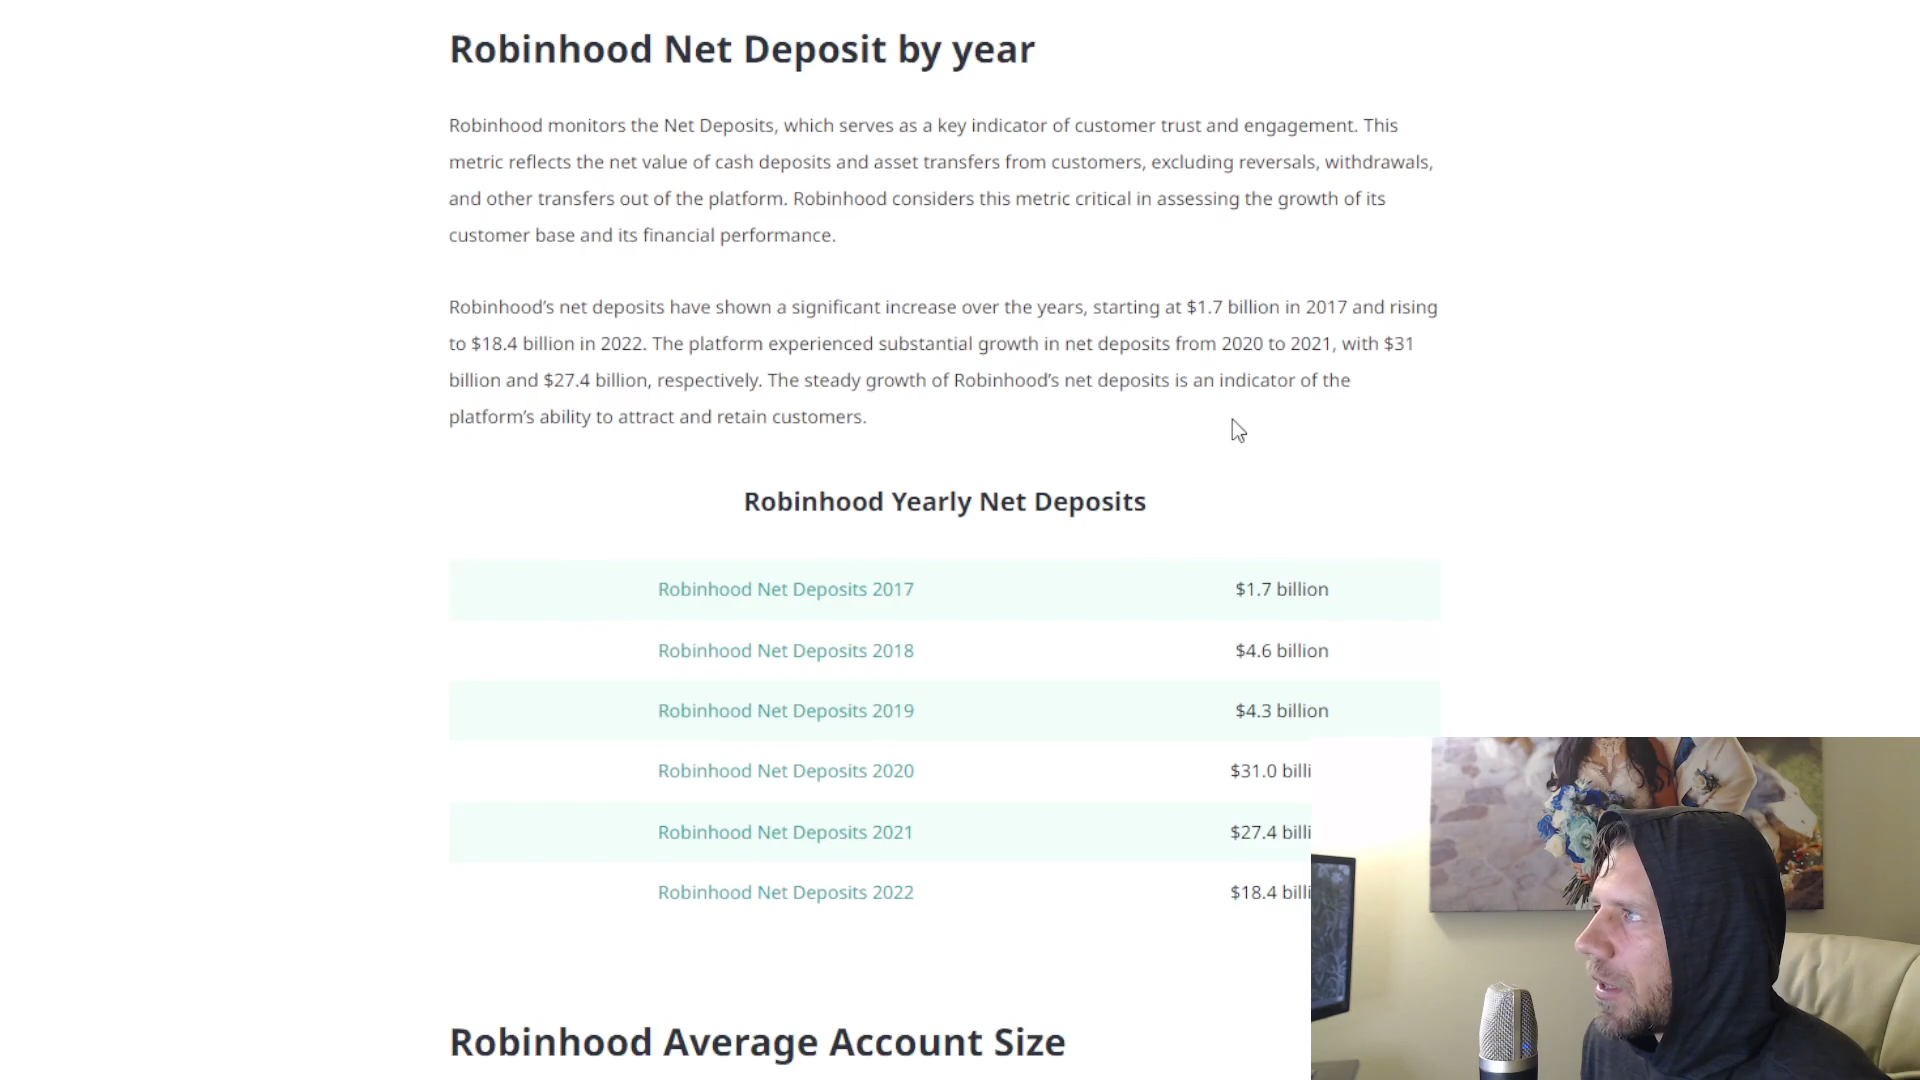 Robinhood Net Deposit by year
Robinhood monitors the Net Deposits, which serves as a key indicator of customer trust and engagement. This
metric reflects the net value of cash deposits and asset transfers from customers, excluding reversals, withdrawals,
and other transfers out of the platform. Robinhood considers this metric critical in assessing the growth of its
customer base and its financial performance.
Robinhood’s net deposits have shown a significant increase over the years, starting at $1.7 billion in 2017 and rising
to $18.4 billion in 2022. The platform experienced substantial growth in net deposits from 2020 to 2021, with $31
billion and $27.4 billion, respectively. The steady growth of Robinhood’s net deposits is an indicator of the
platform’s ability to attract and retain customers.
Robinhood Yearly Net Deposits
Robinhood Net Deposits 2017 $1.7 billion
Robinhood Net Deposits 2018 $4.6 billion
Robinhood Net Deposits 2019 $4.3 billion
Robinhood Net Deposits 2020 $31.0 billi
Robinhood Net Deposits 2021 $27.4 billi
Robinhood Net Deposits 2022 $18.4 billi
Robinhood Average Account Size